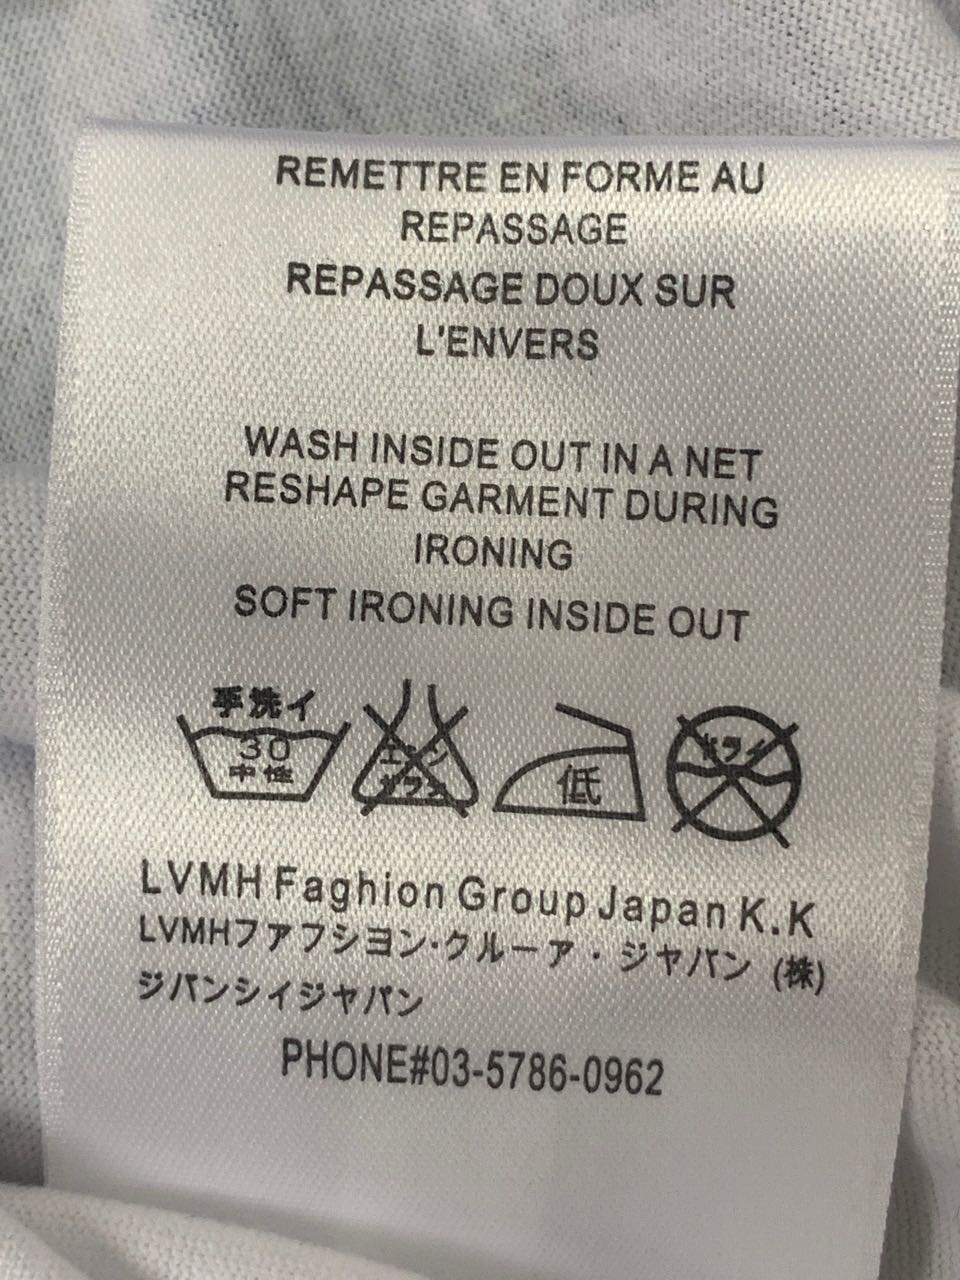 REMETTRE EN FORME AU
REPASSAGE
REPASSAGE DOUX SUR
L'ENVERS
WASH INSIDE OUT IN A NET
RESHAPE GARMENT DURING
IRONING
SOFT IRONING INSIDE OUT
手洗イ
30
中性
低
LVMH Faghion Group Japan K.K
LVMHファフシヨン·クルーア・ジヤパン (株)
ジパンシイジヤパン
PHONE#03-5786-0962